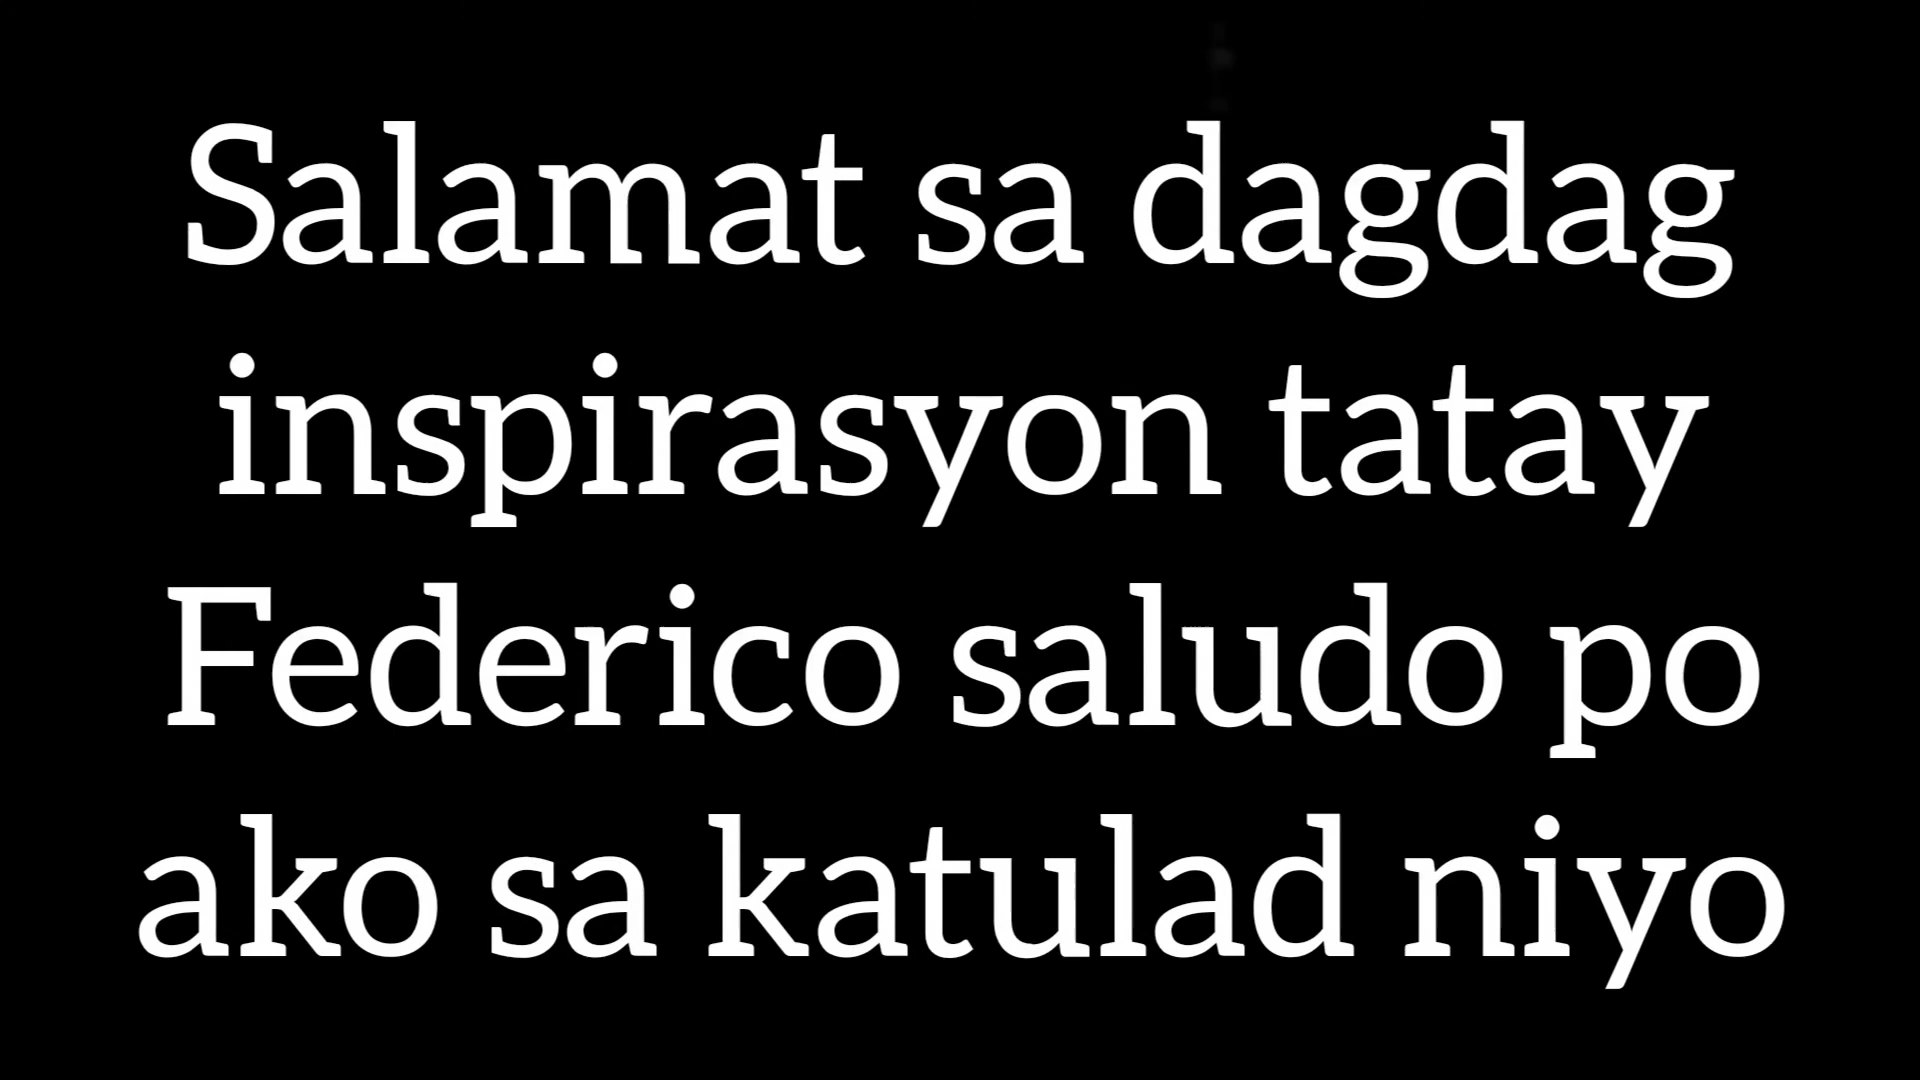 Salamat sa dagdag
inspirasyon tatay
Federico saludo po
ako sa katulad niyo